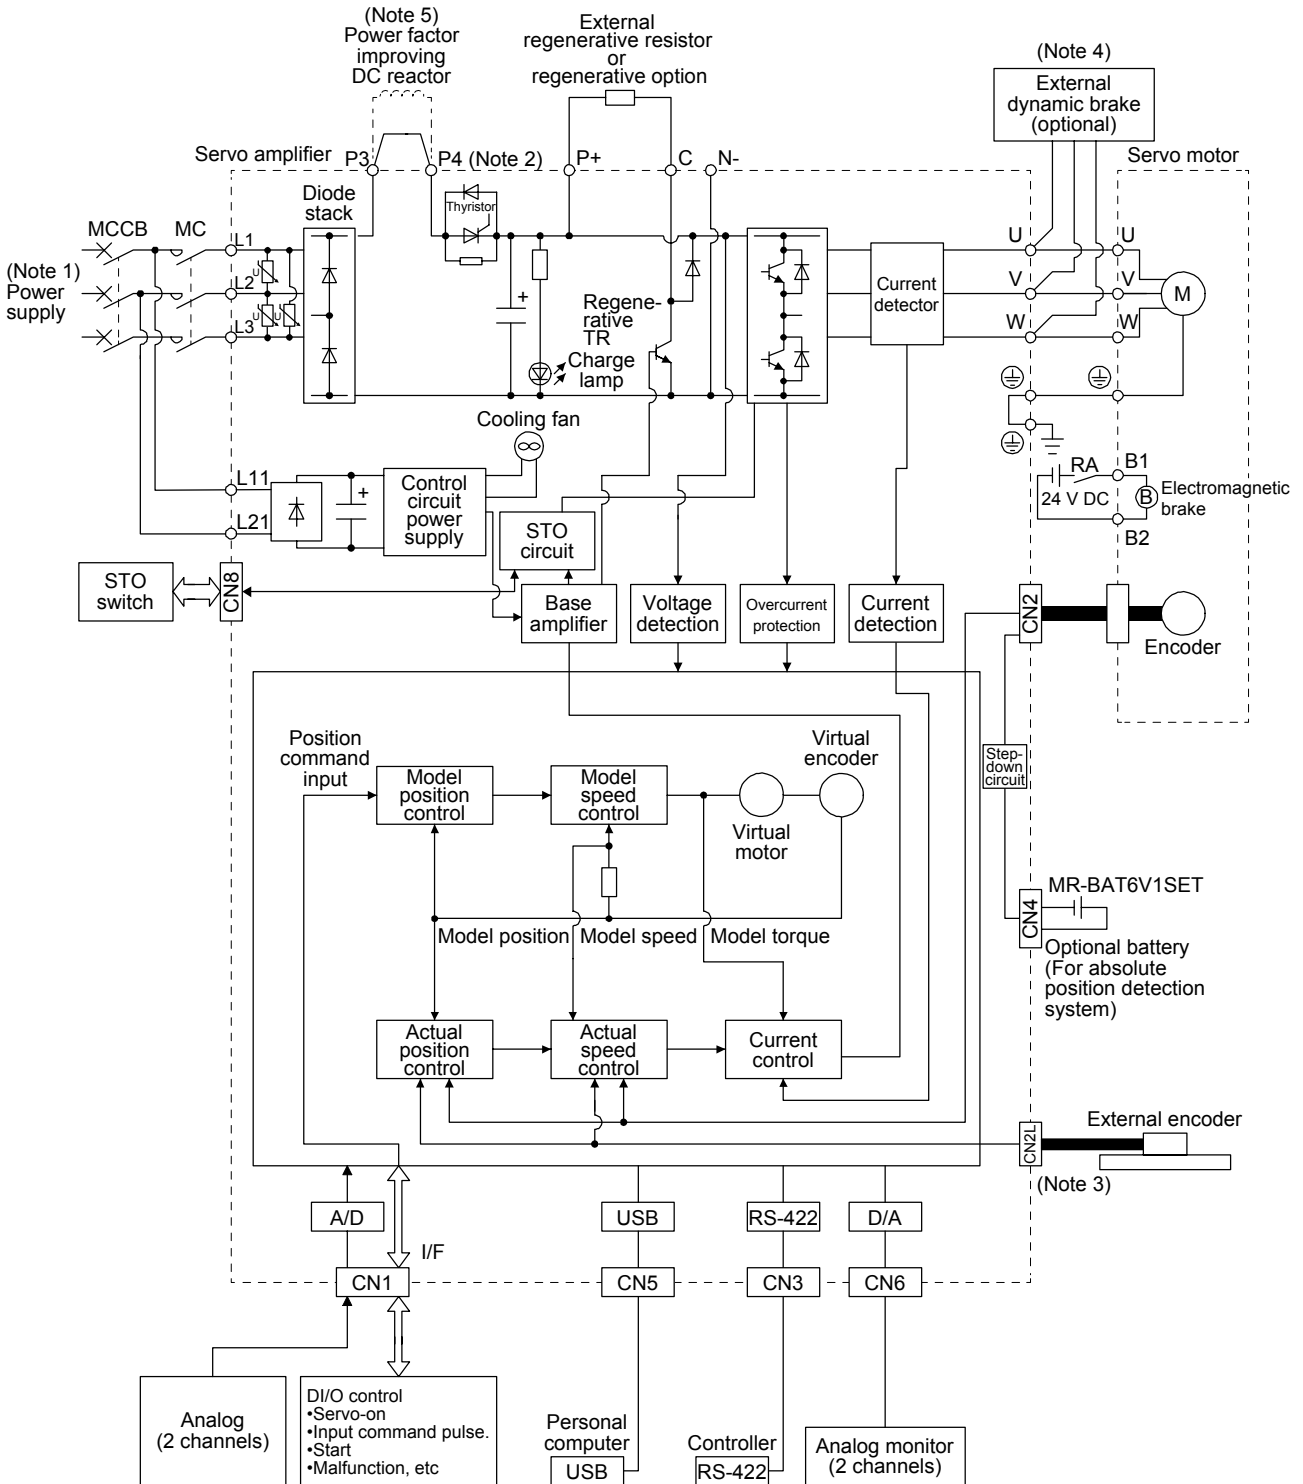 (Note 5)
Power factor
improving
DC reactor
External
regenerative resistor
or
regenerative option
(Note 4)
External
dynamic brake
(optional)
Servo amplifier
P3
P4 (Note 2)
P+
C
N-
Servo motor
Diode
stack
Thyristor
MCCB
MC
L1
U
U
(Note 1)
Power
supply
U
L2
U
U
L3
+
Regene-
rative
TR
Charge
lamp
Current
detector
V
V
M
W
W
Cooling fan
L11
+
L21
Control
circuit
power
supply
STO
circuit
RA
B1
24 V DC
B
Electromagnetic
brake
B2
STO
switch
CN8
Base
amplifier
Voltage
detection
Overcurrent
protection
Current
detection
CN2
Encoder
Position
command
input
Model
position
control
Model
speed
control
Virtual
encoder
Virtual
motor
Step-
down
circuit
Model position
Model speed
Model torque
MR-BAT6V1SET
CN4
Optional battery
(For absolute
position detection
system)
Actual
position
control
Actual
speed
control
Current
control
External encoder
CN2L
(Note 3)
A/D
I/F
USB
RS-422
D/A
CN1
CN5
CN3
CN6
Analog
(2 channels)
DI/O control
•Servo-on
•Input command pulse.
•Start
•Malfunction, etc
Personal
computer
USB
Controller
RS-422
Analog monitor
(2 channels)